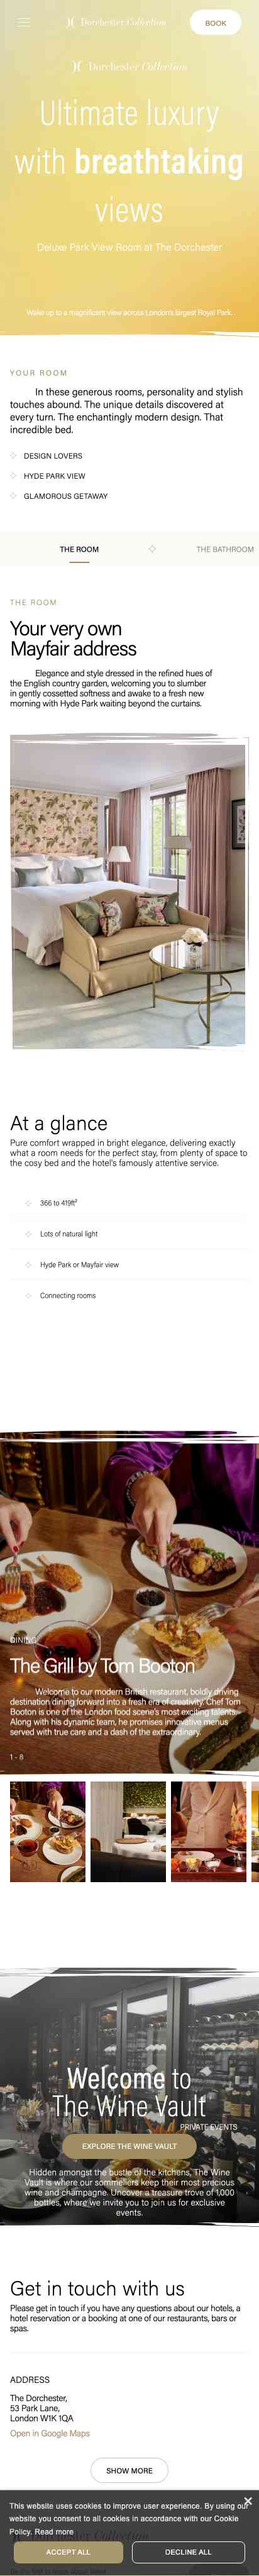 Dorchester Collection
BOOK
Dorchester Collection
Ultimate luxury
with breathtaking
views
Deluxe Park View Room at The Dorchester
Wake up to a magnificent view across London's largest Royal Park.
YOUR ROOM
In these generous rooms, personality and stylish
touches abound. The unique details discovered at
every turn. The enchantingly modern design. That
incredible bed.
DESIGN LOVERS
HYDE PARK VIEW
GLAMOROUS GETAWAY
THE ROOM
THE BATHROOM
THE ROOM
Your very own
Mayfair address
Elegance and style dressed in the refined hues of
the English country garden, welcoming you to slumber
in gently cossetted softness and awake to a fresh new
morning with Hyde Park waiting beyond the curtains.
At a glance
Pure comfort wrapped in bright elegance, delivering exactly
what a room needs for the perfect stay, from plenty of space to
the cosy bed and the hotel's famously attentive service.
366 to 419ft²
Lots of natural light
Hyde Park or Mayfair view
Connecting rooms
DINING
The Grill by Tom Booton
Welcome to our modern British restaurant, boldly driving
destination dining forward into a fresh era of creativity. Chef Tom
Booton is one of the London food scene's most exciting talents.
Along with his dynamic team, he promises innovative menus
served with true care and a dash of the extraordinary.
1 - 8
Welcome to
The Wine Vault
PRIVATE EVENTS
EXPLORE THE WINE VAULT
Hidden amongst the bustle of the kitchens, The Wine
Vault is where our sommeliers keep their most precious
wine and champagne. Uncover a treasure trove of 1,000
bottles, where we invite you to join us for exclusive
events.
Get in touch with us
Please get in touch if you have any questions about our hotels, a
hotel reservation or a booking at one of our restaurants, bars or
spas.
ADDRESS
The Dorchester,
53 Park Lane,
London W1K 1QA
Open in Google Maps
SHOW MORE
This website uses cookies to improve user experience. By using our
website you consent to all cookies in accordance with our Cookie
Policy. Read more
ACCEPT ALL
DECLINE ALL